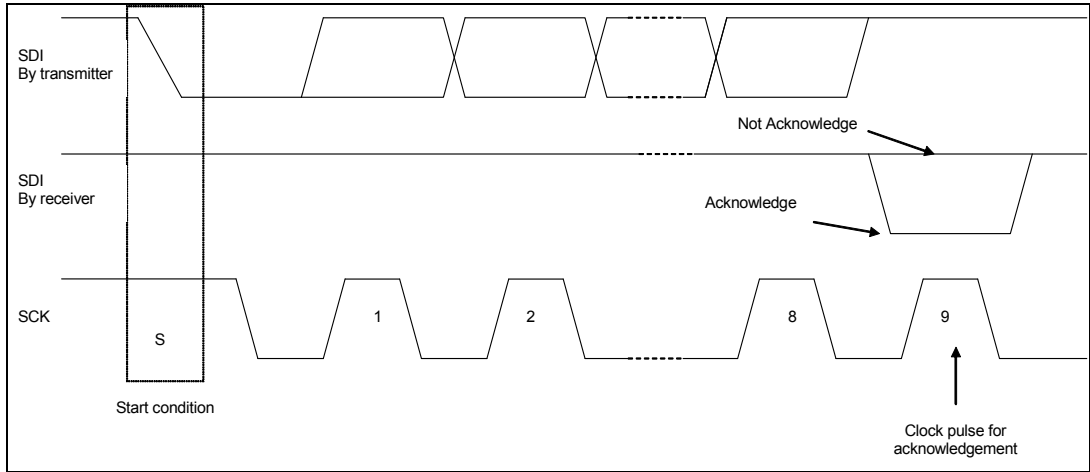 SDI
By transmitter
Not Acknowledge
SDI
By receiver
Acknowledge
SCK
S
1
2
8
9
Start condition
Clock pulse for
acknowledgement